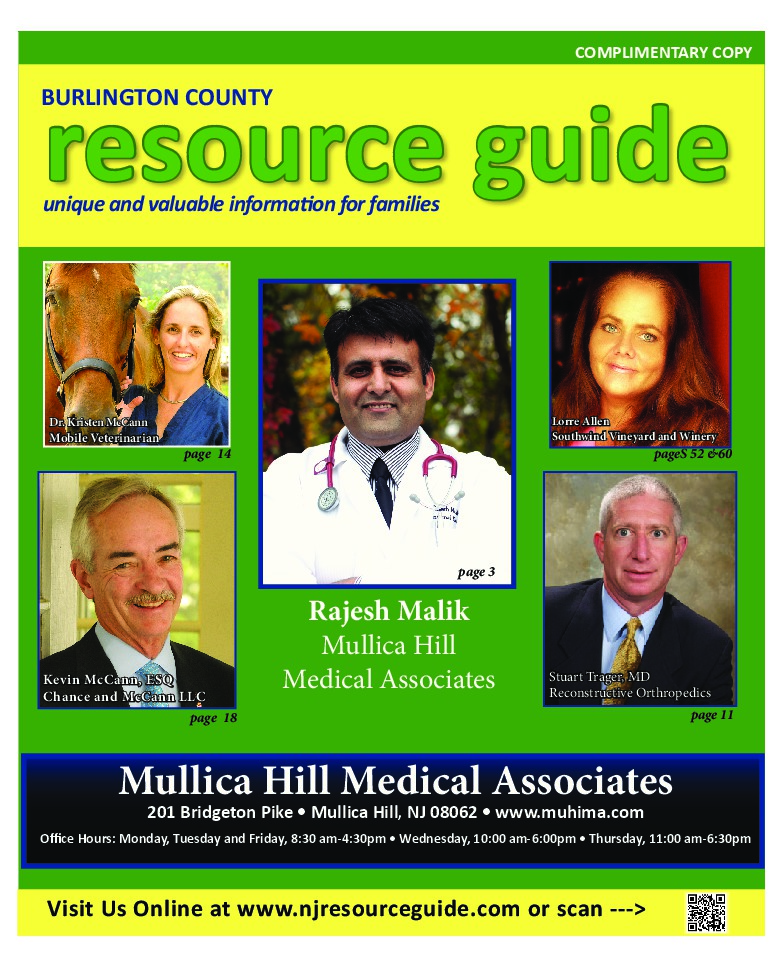 COMPLIMENTARY COPY
BURLINGTON COUNTY
resource guide
unique and valuable information for families
Dr. Kristen McCann
Mobile Veterinarian
page 14
page 3
Lorre Allen
Southwind Vineyard and Winery
pageS 52 &60
Kevin McCann, ESQ
Chance and McCann LLC
page 18
Rajesh Malik
Mullica Hill
Medical Associates
Stuart Trager, MD
Reconstructive Orthopedics
page 11
Mullica Hill Medical Associates
201 Bridgeton Pike • Mullica Hill, NJ 08062 • www.muhima.com
Office Hours: Monday, Tuesday and Friday, 8:30 am-4:30pm • Wednesday, 10:00 am-6:00pm • Thursday, 11:00 am-6:30pm
Visit Us Online at www.njresourceguide.com or scan --->